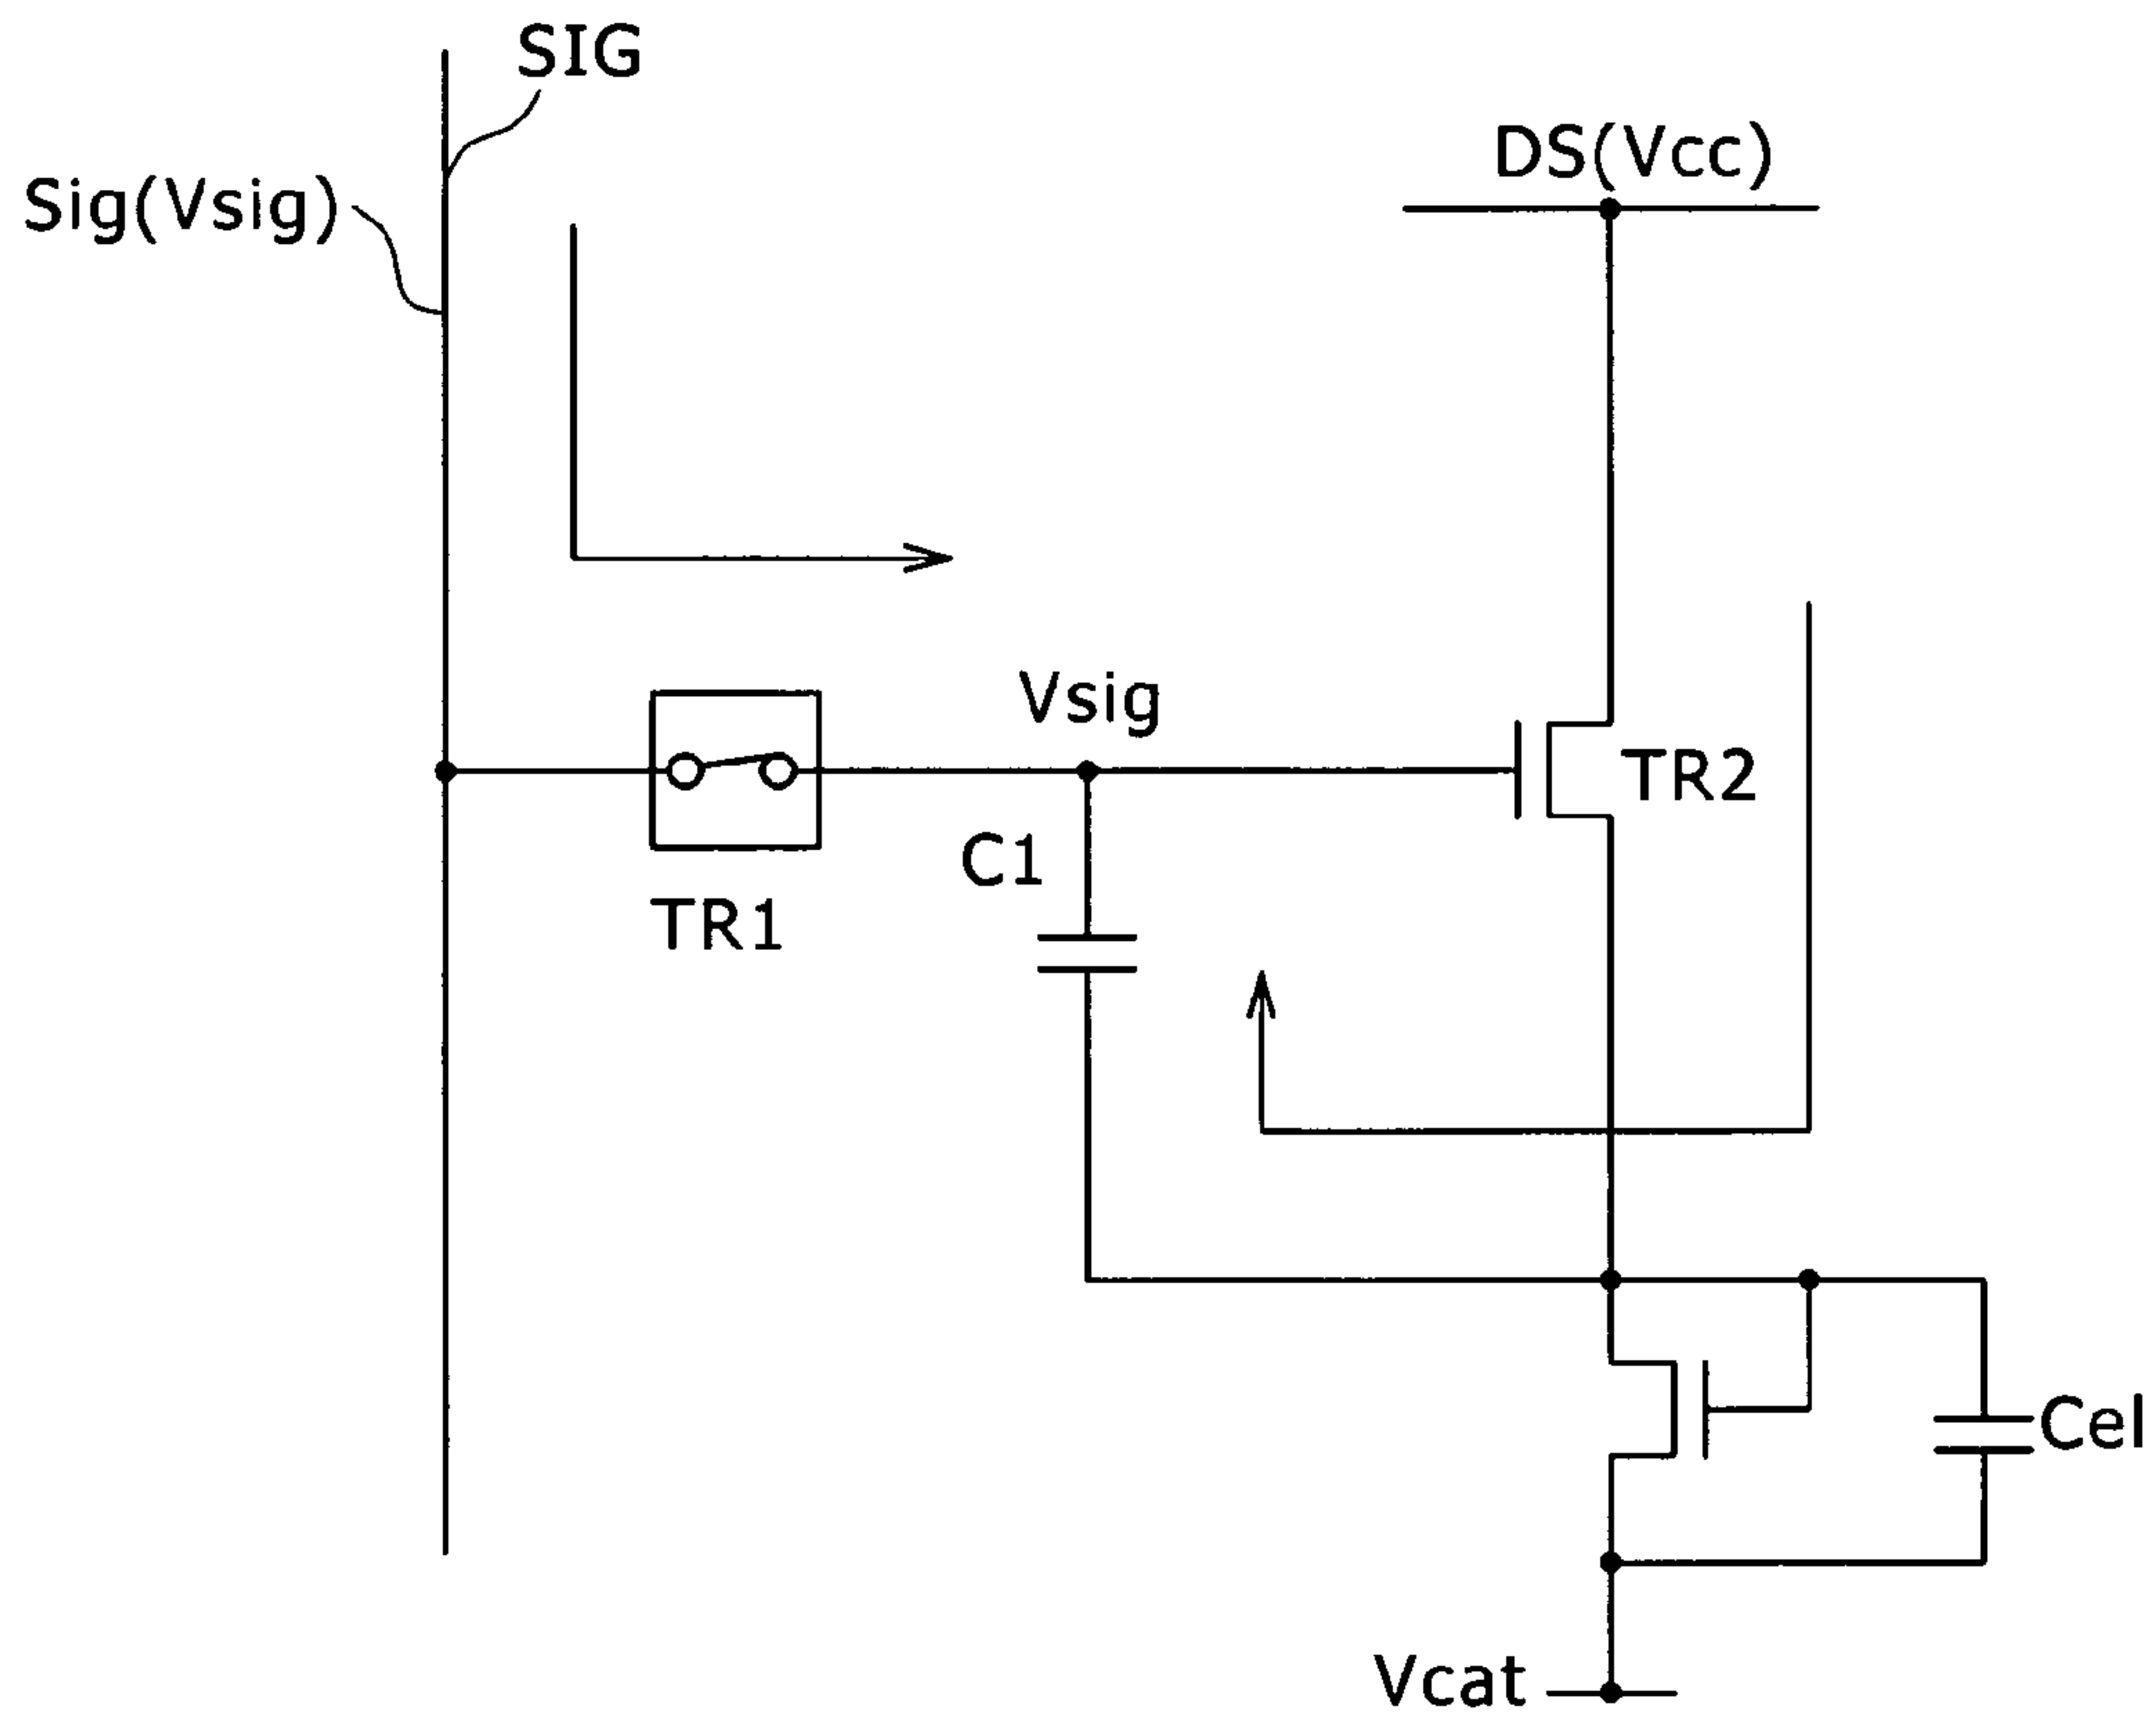 SIG
DS(Vcc)
Sig(Vsig)
Vsig
TR2
C1
TR1
Cel
Vcat